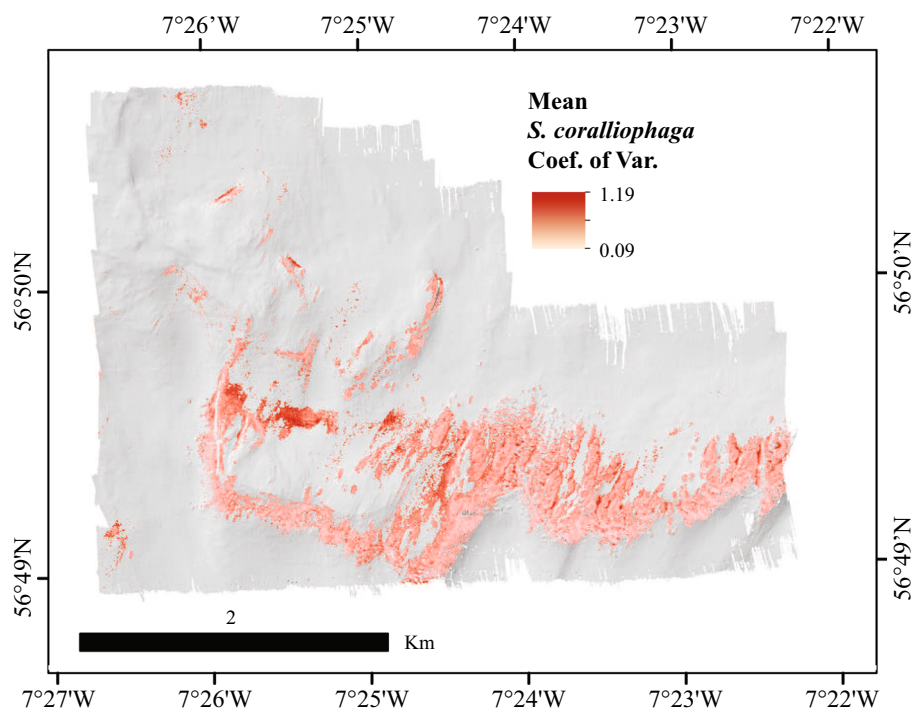 7°26’W 7°25'W 7°24'W 7°23'W 7°22'W
Mean
S. coralliophaga
Coef. of Var.
1.19
0.09
56°50'N
56°50’N
56°49'N
56°49'N
2
Km
7°27'W 7°26'W 7°25'W 7°24'W 7°23'W 7°22'W